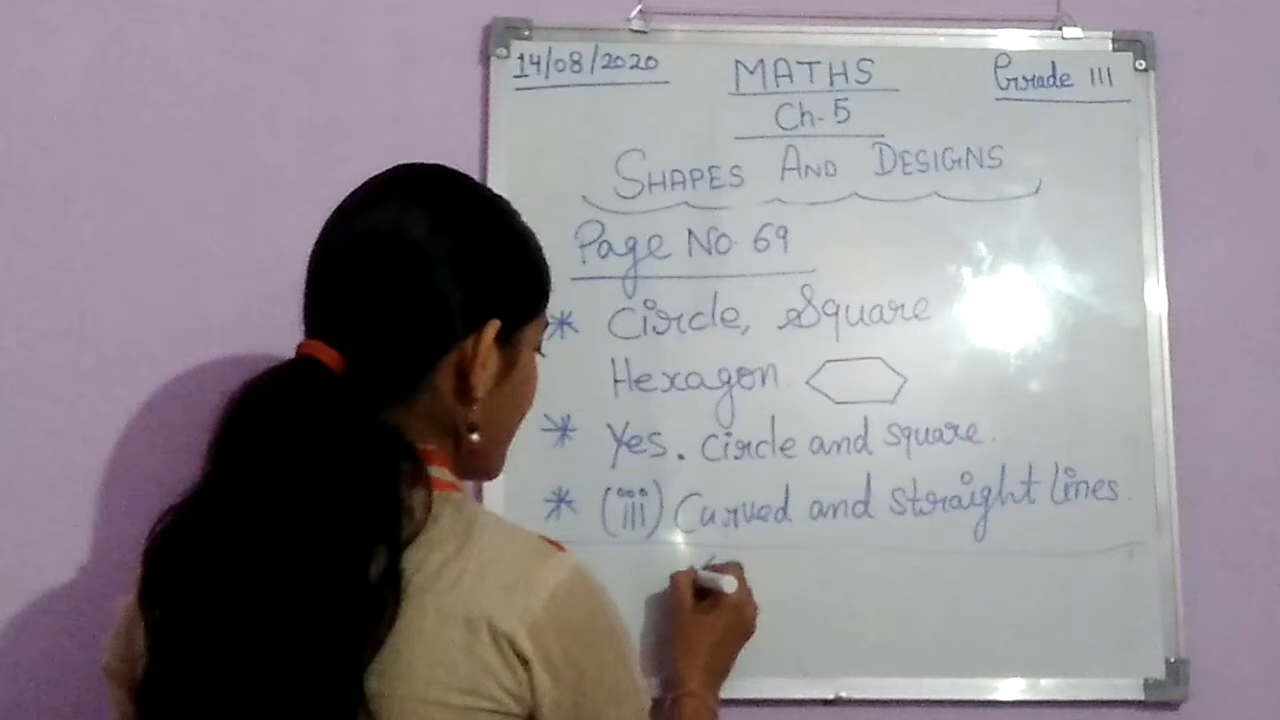 14/08/2020 MATHS Grade III
Ch-5
SHAPES AND DESIGNS
Page No 69
* Circle, Square
Hexagon
* Yes. Circle and square.
* (iii) Curved and straight lines